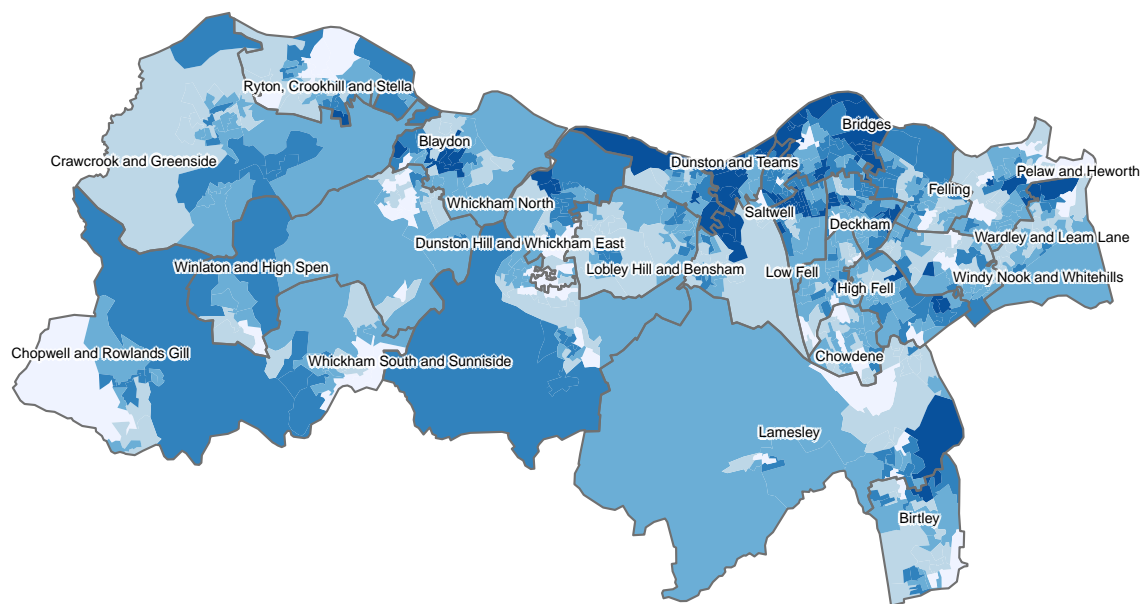 Ryton, Crookhill and Stella
Bridges
Blaydon
Crawcrook and Greenside
Dunston and Teams
Pelaw and Heworth
Felling
Whickham North
Saltwell
Deckham
Wardley and Leam Lane
Dunston Hill and Whickham East
Winlaton and High Spen
Lobley Hill and Bensham
Low Fell
Windy Nook and Whitehills
High Fell
Chopwell and Rowlands Gill
Whickham South and Sunniside
Chowdene
Lamesley
Birtley